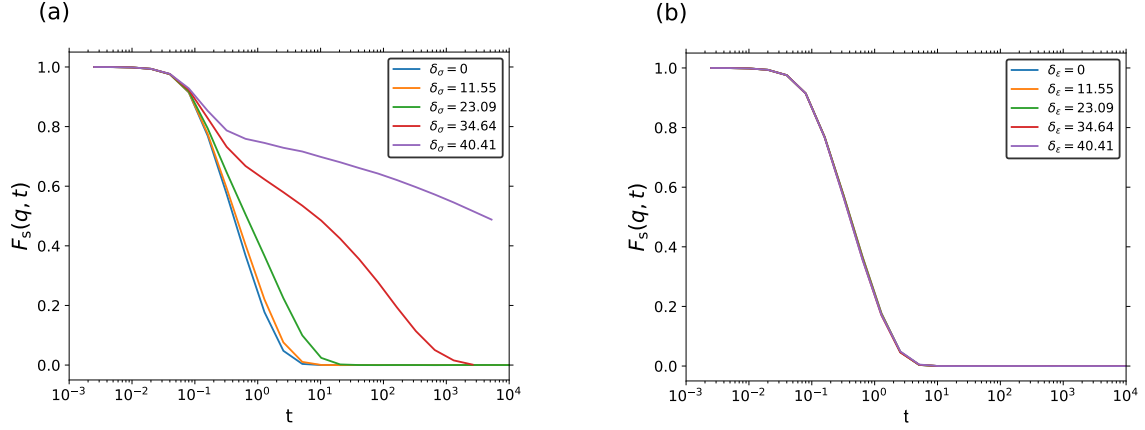 (a)
1.0
0.8
0.6
0.4
0.2
0.0
F_s(q, t)
10^{-3} 10^{-2} 10^{-1} 10^{0} 10^{1} 10^{2} 10^{3} 10^{4}
t
δ_σ = 0
δ_σ = 11.55
δ_σ = 23.09
δ_σ = 34.64
δ_σ = 40.41
(b)
1.0
0.8
0.6
0.4
0.2
0.0
F_s(q, t)
10^{-3} 10^{-2} 10^{-1} 10^{0} 10^{1} 10^{2} 10^{3} 10^{4}
t
δ_ε = 0
δ_ε = 11.55
δ_ε = 23.09
δ_ε = 34.64
δ_ε = 40.41